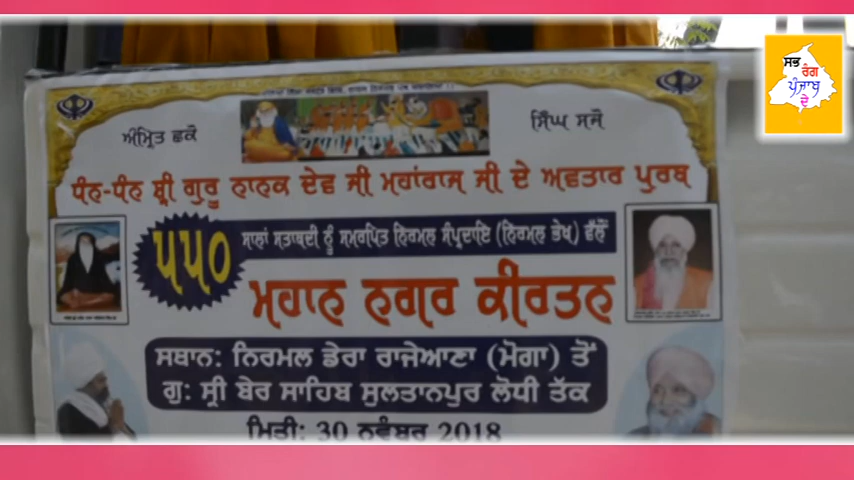 ਸਭ
ਰੰਗ
ਪੰਜਾਬ
ਦੇ
ਅੰਮ੍ਰਿਤ ਛਕੋ
ਸਿੰਘ ਸਜੋ
ਧੰਨ-ਧੰਨ ਸ਼੍ਰੀ ਗੁਰੂ ਨਾਨਕ ਦੇਵ ਜੀ ਮਹਾਂਰਾਜ ਜੀ ਦੇ ਅਵਤਾਰ ਪੁਰਬ
੫੫੦ ਸਾਲਾਂ ਸਤਾਬਦੀ ਨੂੰ ਸਮਰਪਿਤ ਨਿਰਮਲ ਸੰਪ੍ਰਦਾਇ (ਨਿਰਮਲ ਭੇਖ) ਵੱਲੋਂ
ਮਹਾਨ ਨਗਰ ਕੀਰਤਨ
ਸਥਾਨ: ਨਿਰਮਲ ਡੇਰਾ ਰਾਜੇਆਣਾ (ਮੋਗਾ) ਤੋਂ
ਗੁ: ਸ੍ਰੀ ਬੇਰ ਸਾਹਿਬ ਸੁਲਤਾਨਪੁਰ ਲੋਧੀ ਤੱਕ
ਮਿਤੀ: 30 ਨਵੰਬਰ 2018